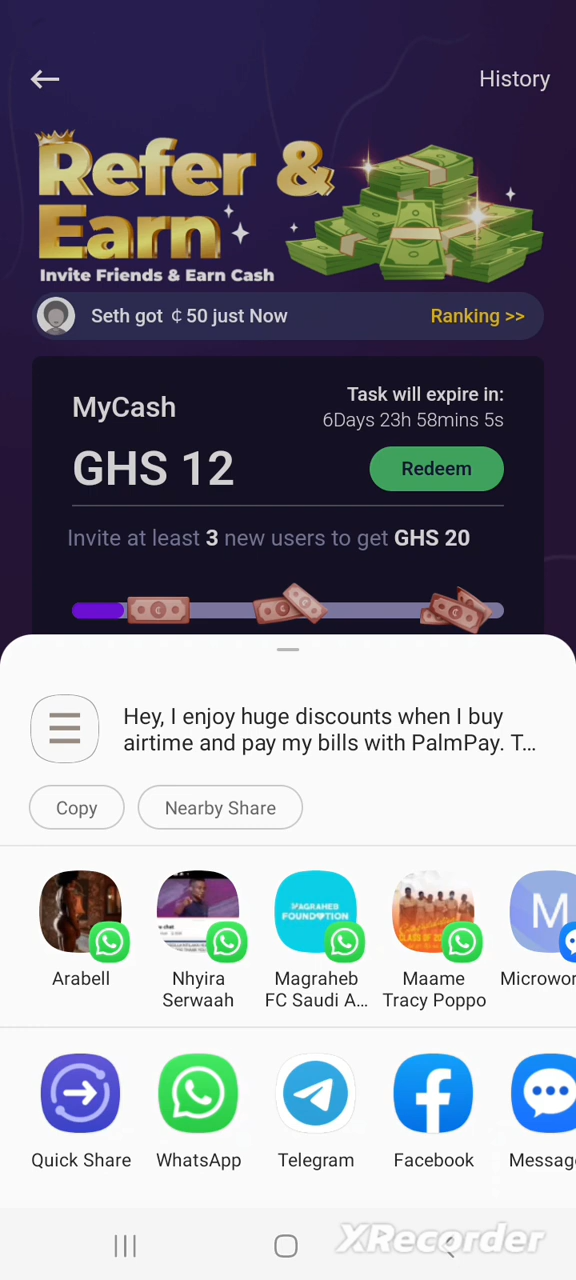 History
Refer &
Earn
Invite Friends & Earn Cash
Seth got ₵50 just Now
Ranking >>
MyCash
Task will expire in:
6Days 23h 58mins 5s
GHS 12
Redeem
Invite at least 3 new users to get GHS 20
Hey, I enjoy huge discounts when I buy
airtime and pay my bills with PalmPay. T...
Copy
Nearby Share
MAGRAHEB
FOUNDATION
M
Arabell
Nhyira
Serwaah
Magraheb
FC Saudi A...
Maame
Tracy Poppo
Microwor
Quick Share
WhatsApp
Telegram
Facebook
Messag
XRecorder